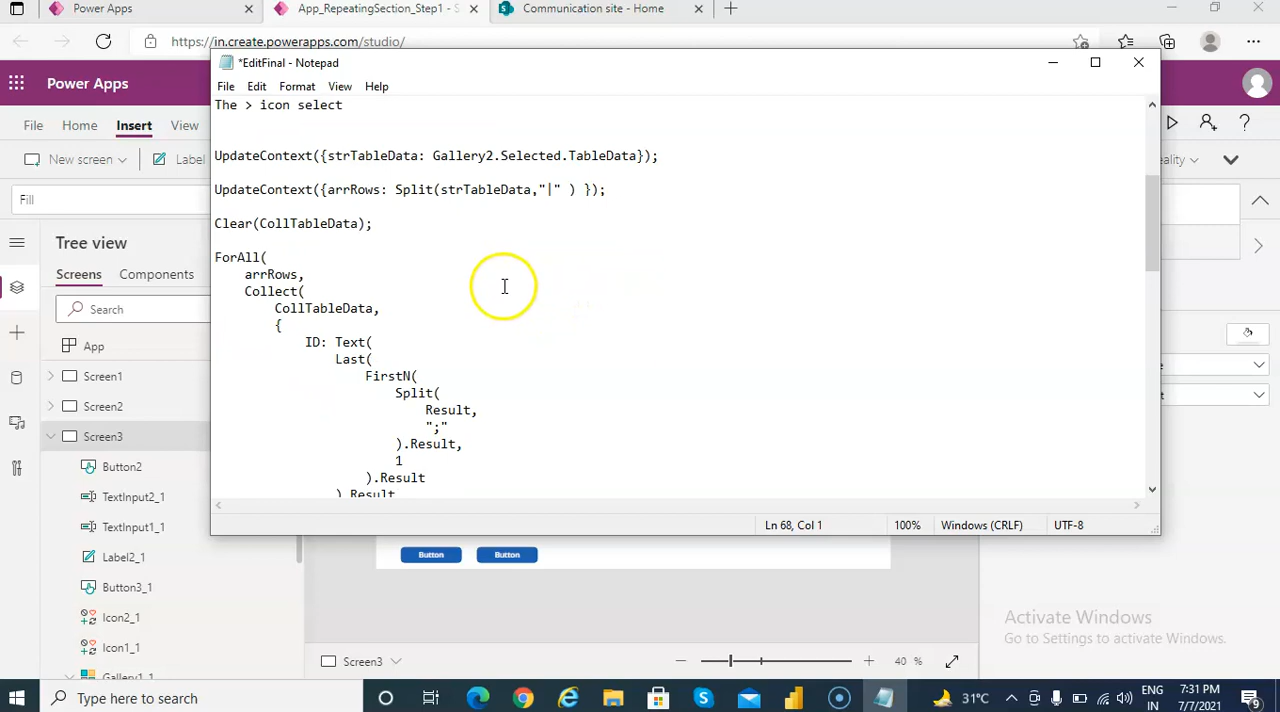 Power Apps
App_RepeatingSection_Step1 - S
Communication site - Home
https://in.create.powerapps.com/studio/
*EditFinal - Notepad
File Edit Format View Help
Power Apps
File Home Insert View
New screen
Label
Fill
Tree view
Screens Components
Search
App
Screen1
Screen2
Screen3
Button2
TextInput2_1
TextInput1_1
Label2_1
Button3_1
Icon2_1
Icon1_1
Gallery1_1
The > icon select
UpdateContext({strTableData: Gallery2.Selected.TableData});
UpdateContext({arrRows: Split(strTableData,"|" ) });
Clear(CollTableData);
ForAll(
arrRows,
Collect(
CollTableData,
{
ID: Text(
Last(
FirstN(
Split(
Result,
";"
).Result,
1
).Result
).Result
Ln 68, Col 1 100% Windows (CRLF) UTF-8
Button Button
Activate Windows
Go to Settings to activate Windows.
Screen3
40 %
Type here to search
31°C
ENG
IN
7:31 PM
7/7/2021
9